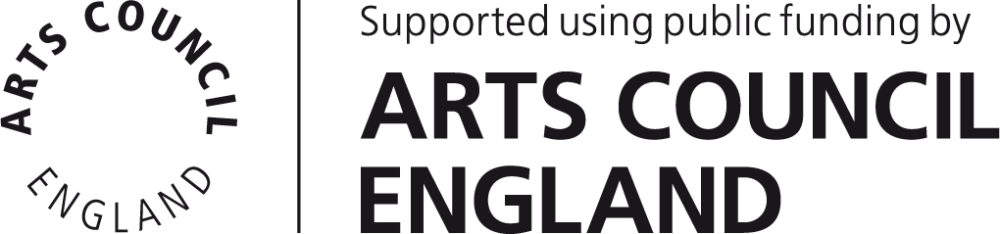 ARTS COUNCIL
ENGLAND
Supported using public funding by
ARTS COUNCIL
ENGLAND